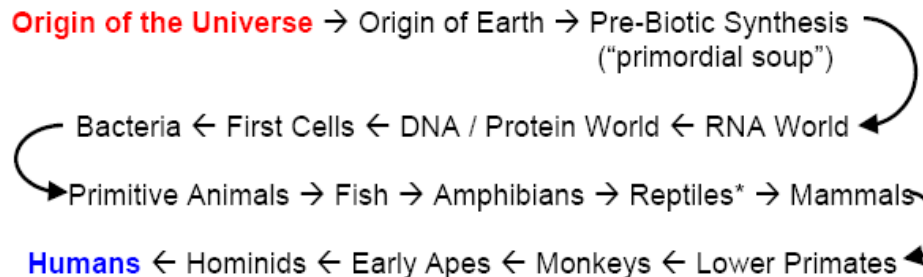 Origin of the Universe → Origin of Earth → Pre-Biotic Synthesis
(“primordial soup”)
Bacteria ← First Cells ← DNA / Protein World ← RNA World
Primitive Animals → Fish → Amphibians → Reptiles* → Mammals
Humans ← Hominids ← Early Apes ← Monkeys ← Lower Primates